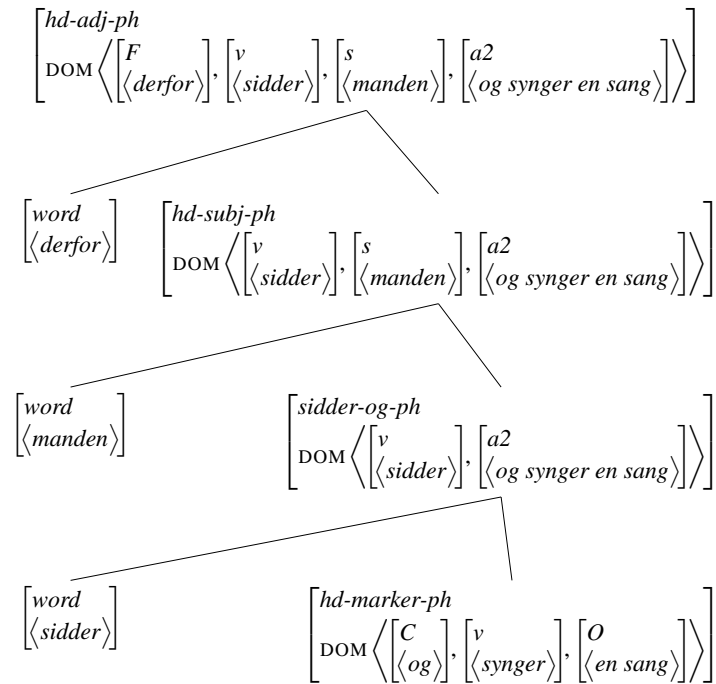 hd-adj-ph
DOM ⟨[F ⟨derfor⟩], [v ⟨sidder⟩], [s ⟨manden⟩], [a2 ⟨og synger en sang⟩]⟩
word
⟨derfor⟩
hd-subj-ph
DOM ⟨[v ⟨sidder⟩], [s ⟨manden⟩], [a2 ⟨og synger en sang⟩]⟩
word
⟨manden⟩
sidder-og-ph
DOM ⟨[v ⟨sidder⟩], [a2 ⟨og synger en sang⟩]⟩
word
⟨sidder⟩
hd-marker-ph
DOM ⟨[C ⟨og⟩], [v ⟨synger⟩], [O ⟨en sang⟩]⟩